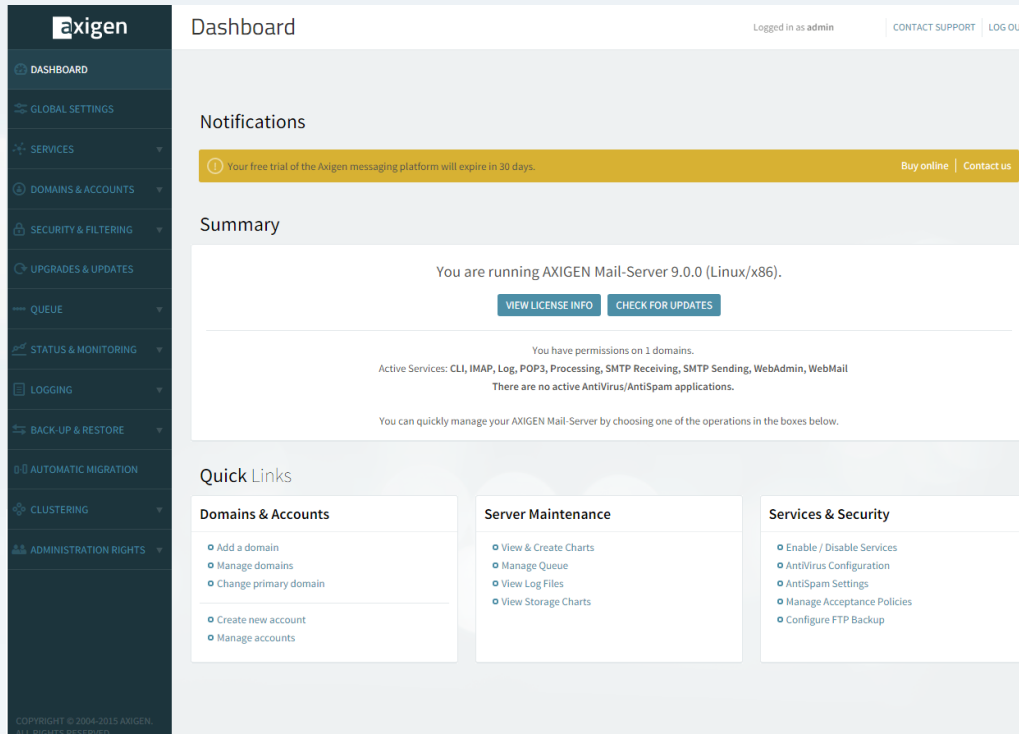 axigen
Dashboard
Logged in as admin
CONTACT SUPPORT
LOG OU
DASHBOARD
GLOBAL SETTINGS
SERVICES
DOMAINS & ACCOUNTS
SECURITY & FILTERING
UPGRADES & UPDATES
QUEUE
STATUS & MONITORING
LOGGING
BACK-UP & RESTORE
AUTOMATIC MIGRATION
CLUSTERING
ADMINISTRATION RIGHTS
COPYRIGHT © 2004-2015 AXIGEN.
ALL RIGHTS RESERVED
Notifications
Your free trial of the Axigen messaging platform will expire in 30 days.
Buy online | Contact us
Summary
You are running AXIGEN Mail-Server 9.0.0 (Linux/x86).
VIEW LICENSE INFO
CHECK FOR UPDATES
You have permissions on 1 domains.
Active Services: CLI, IMAP, Log, POP3, Processing, SMTP Receiving, SMTP Sending, WebAdmin, WebMail
There are no active AntiVirus/AntiSpam applications.
You can quickly manage your AXIGEN Mail-Server by choosing one of the operations in the boxes below.
Quick Links
Domains & Accounts
Add a domain
Manage domains
Change primary domain
Create new account
Manage accounts
Server Maintenance
View & Create Charts
Manage Queue
View Log Files
View Storage Charts
Services & Security
Enable / Disable Services
AntiVirus Configuration
AntiSpam Settings
Manage Acceptance Policies
Configure FTP Backup